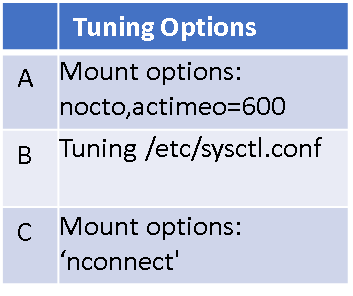 Tuning Options
A Mount options:
nocto,actimeo=600
B Tuning /etc/sysctl.conf
C Mount options:
‘nconnect'